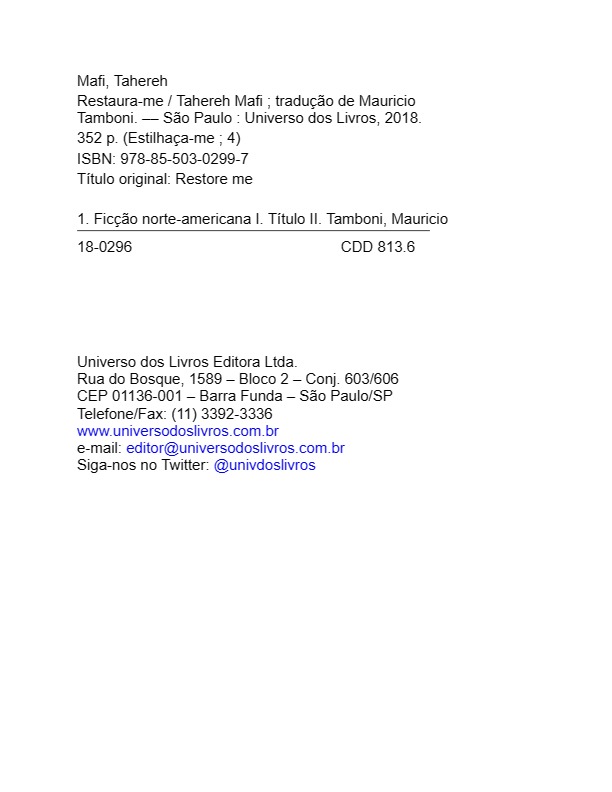 Mafi, Tahereh
Restaura-me / Tahereh Mafi ; tradução de Mauricio
Tamboni. –– São Paulo : Universo dos Livros, 2018.
352 p. (Estilhaça-me ; 4)
ISBN: 978-85-503-0299-7
Título original: Restore me
1. Ficção norte-americana I. Título II. Tamboni, Mauricio
18-0296 CDD 813.6
Universo dos Livros Editora Ltda.
Rua do Bosque, 1589 – Bloco 2 – Conj. 603/606
CEP 01136-001 – Barra Funda – São Paulo/SP
Telefone/Fax: (11) 3392-3336
www.universodoslivros.com.br
e-mail: editor@universodoslivros.com.br
Siga-nos no Twitter: @univdoslivros